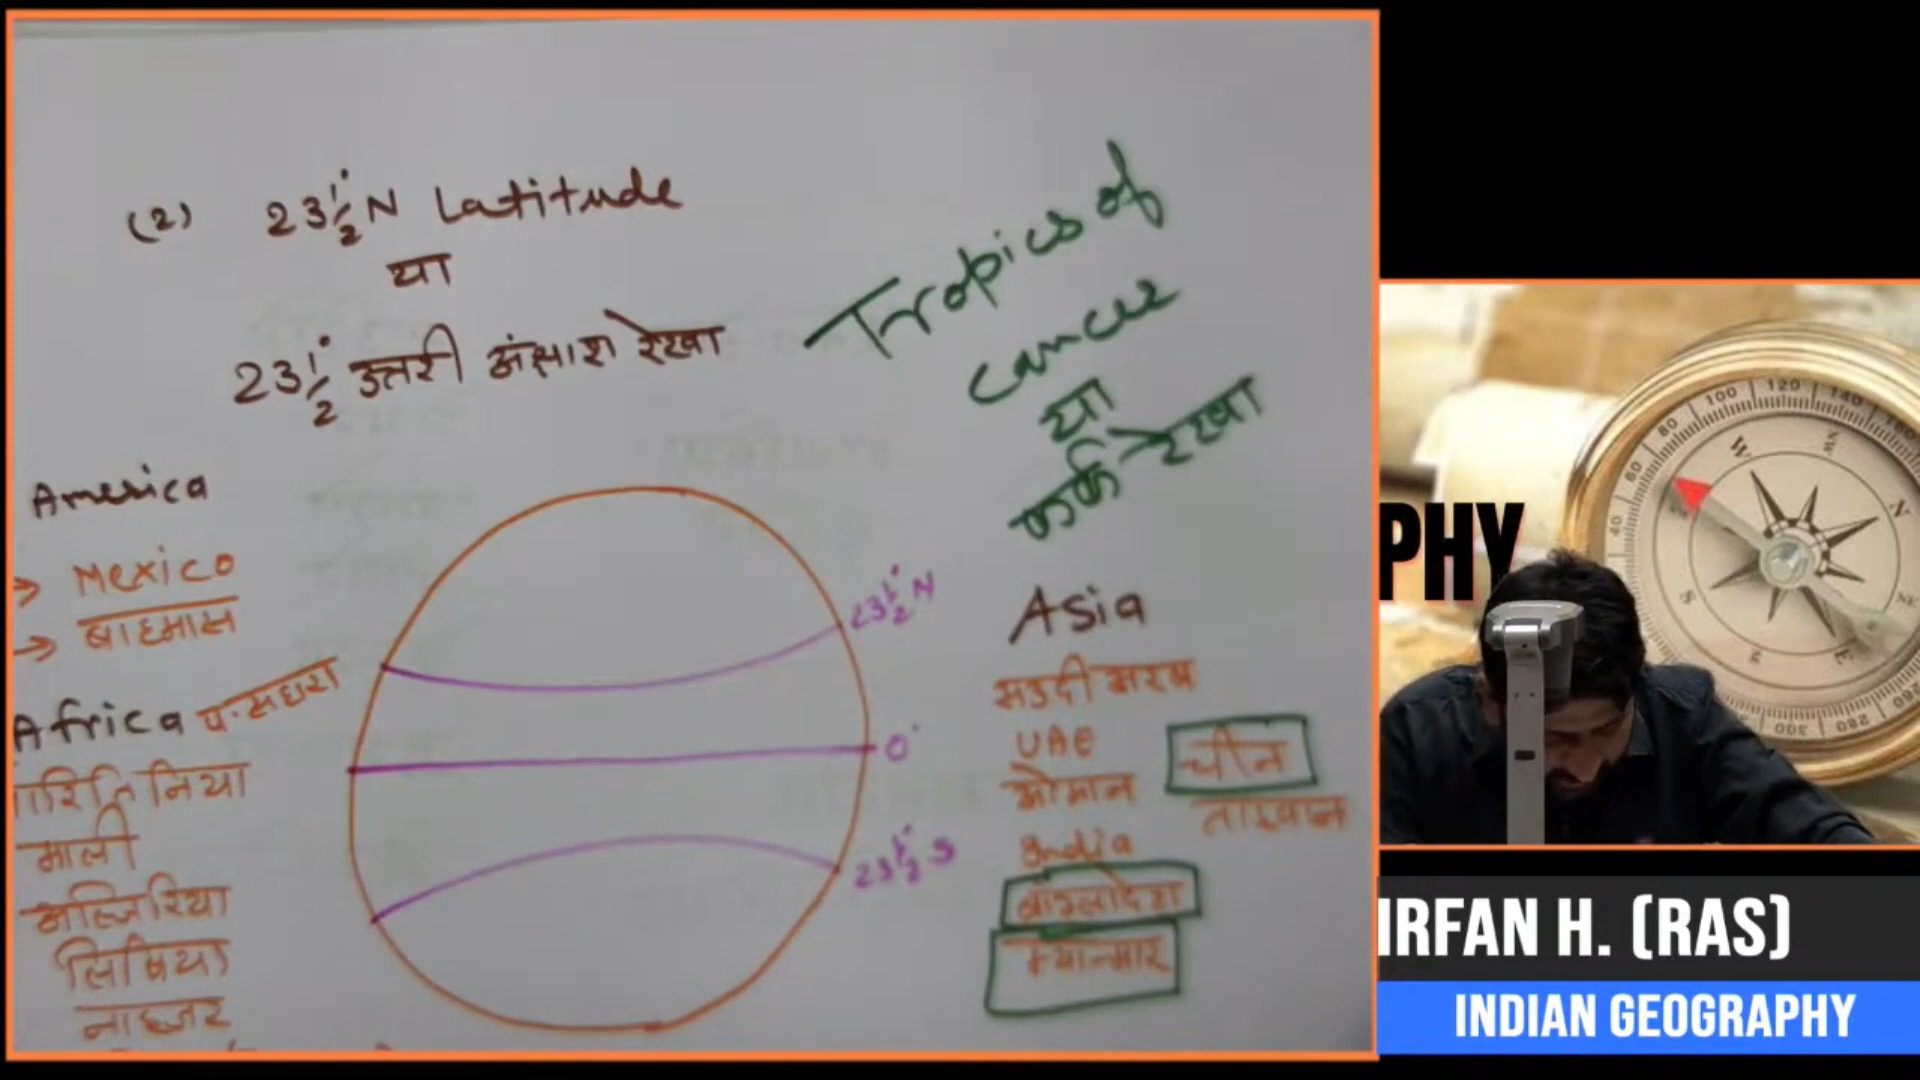 (2) 23½° N Latitude
या
23½° उत्तरी अंक्षाश रेखा
Tropics of
cancer
या
कर्क रेखा
America
→ Mexico
→ बाहमास
Africa प. सहारा
मारितिनिया
माली
अल्जिरिया
लिबिया
नाइजर
23½° N
0°
23½° S
Asia
सउदी अरब
UAE
ओमान
India
बांग्लादेश
म्यान्मार
चीन
ताइवान
PHY
IRFAN H. (RAS)
INDIAN GEOGRAPHY